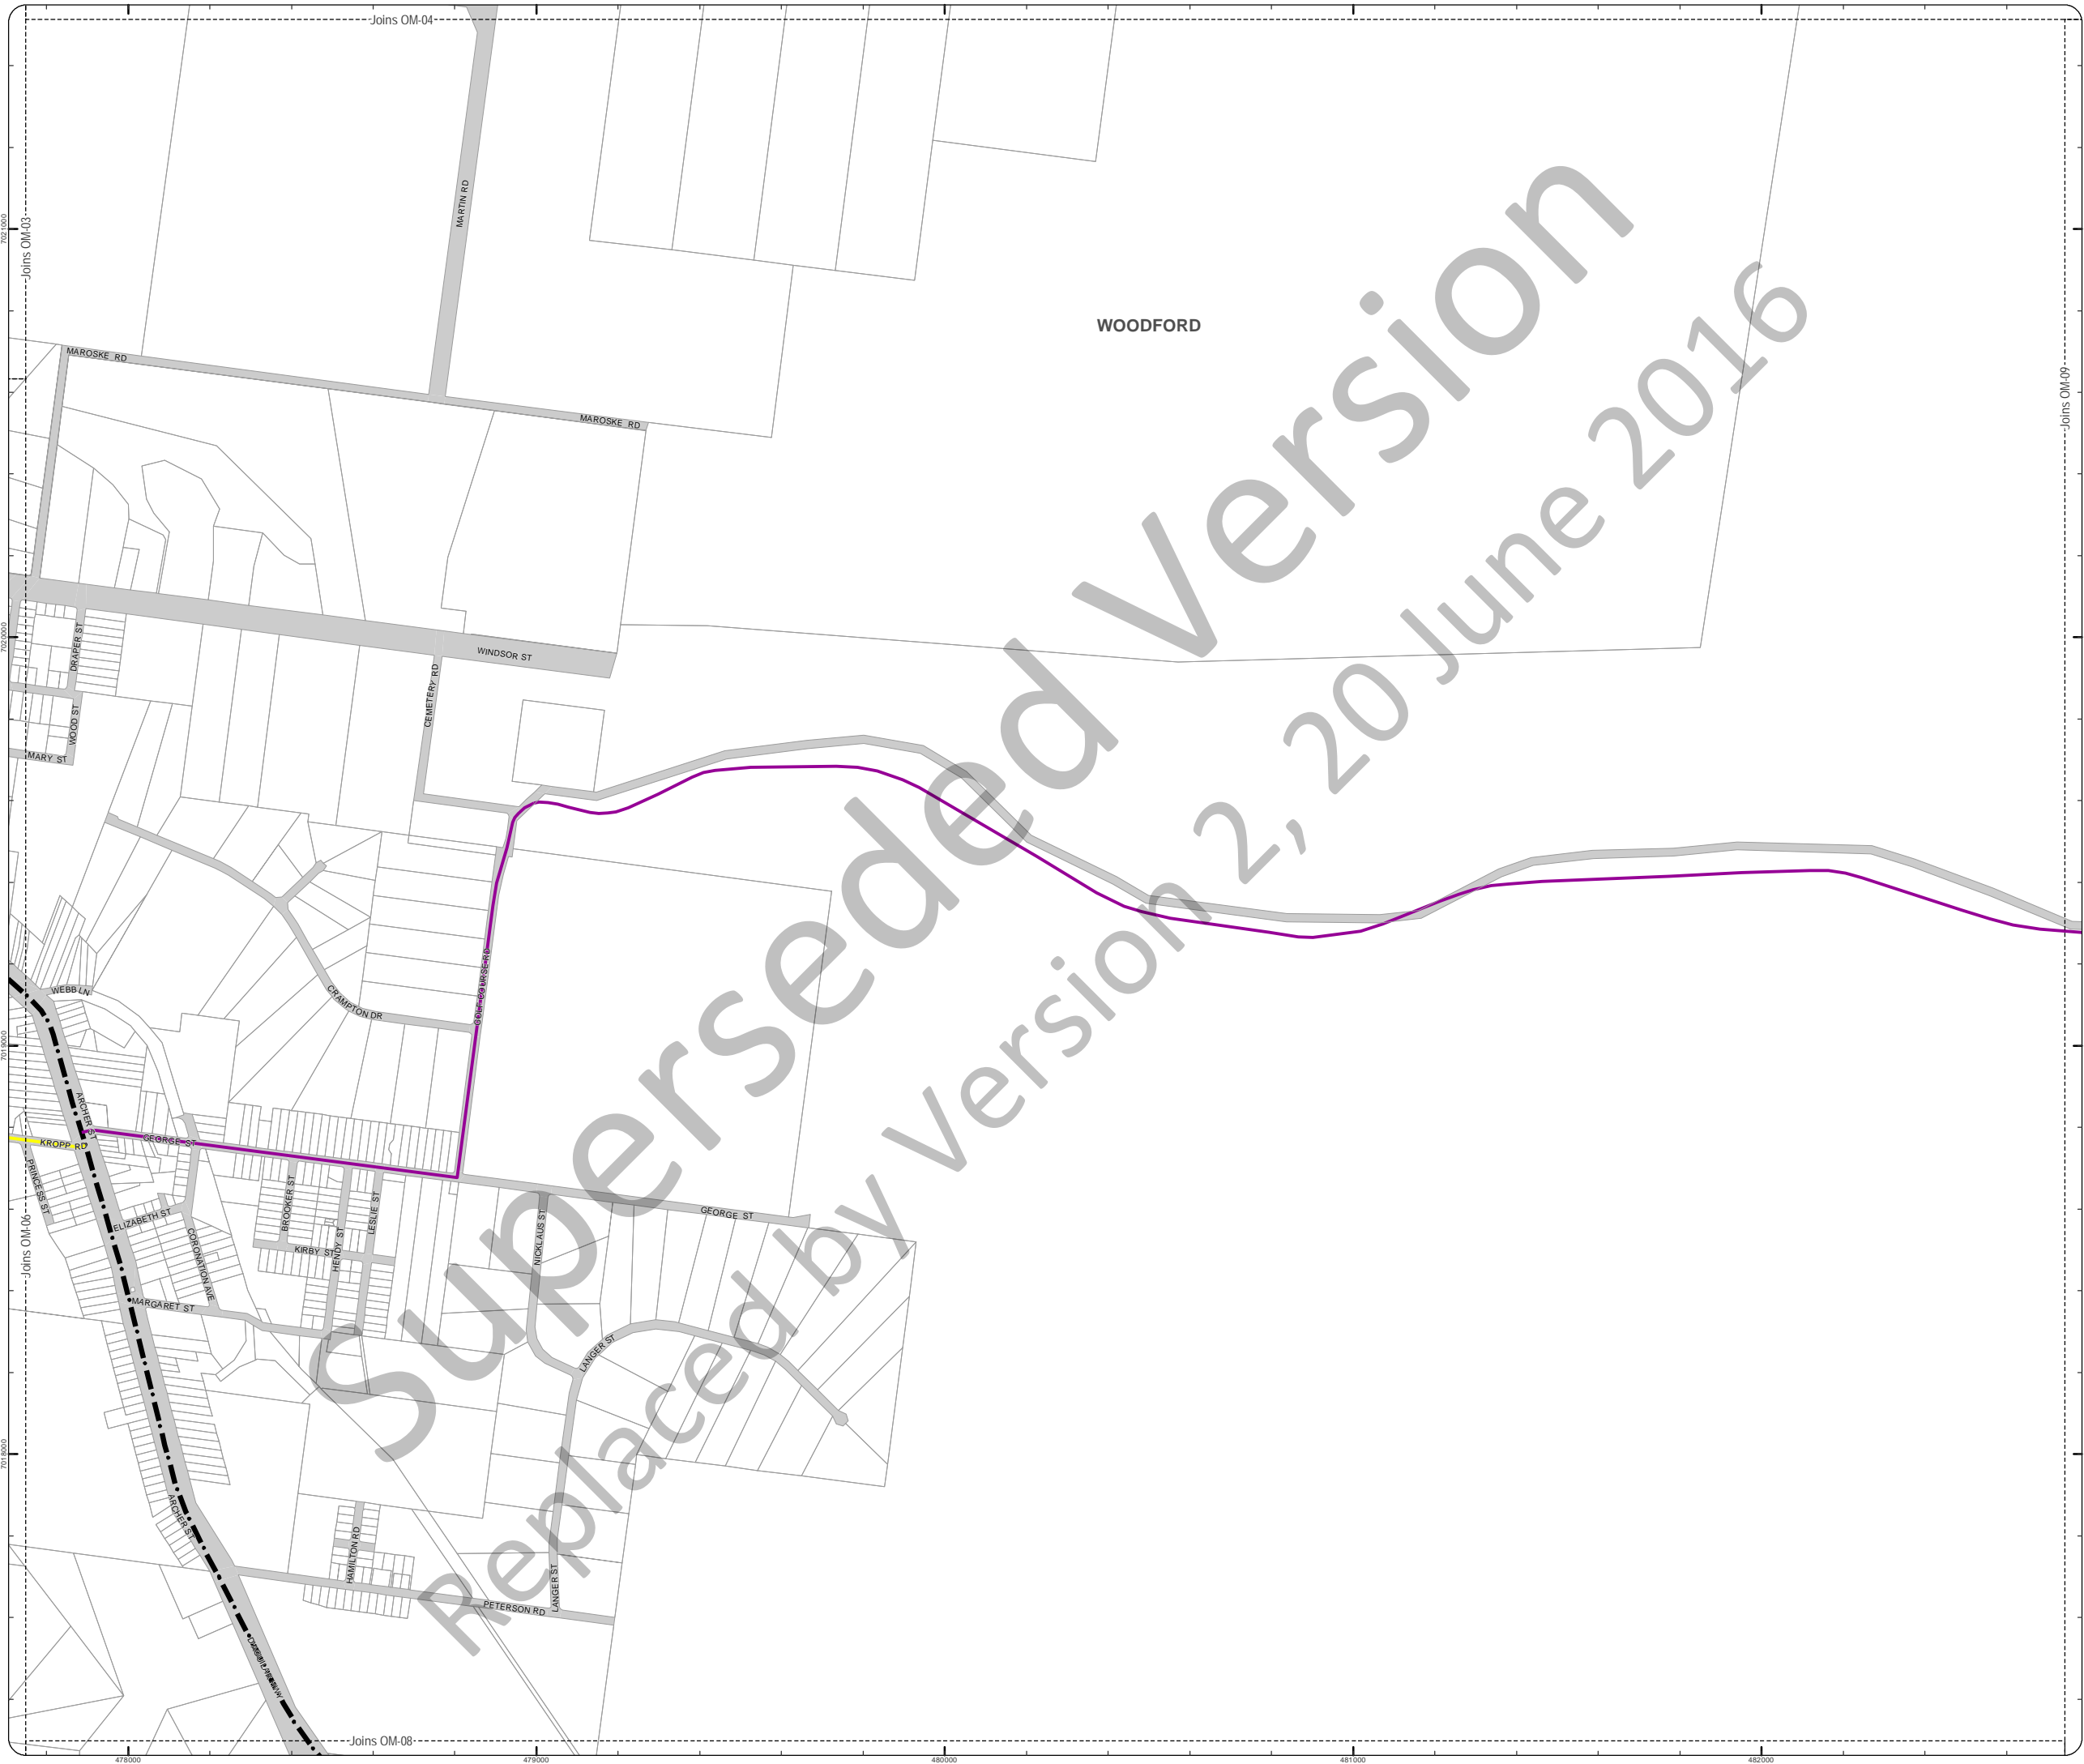 Joins OM-04
Joins OM-03
7021000
MARTIN RD
WOODFORD
Joins OM-09
MAROSKE RD
MAROSKE RD
7020000
DRAPER ST
WINDSOR ST
CEMETERY RD
WOOD ST
MARY ST
WEBB LN
CRAMPTON DR
7019000
ARCHER ST
KROPP RD
GEORGE ST
PRINCESS ST
BROOKER ST
LESLIE ST
ELIZABETH ST
GEORGE ST
NICKLAUS ST
Joins OM-06
CORONATION AVE
KIRBY ST
HENDY ST
MARGARET ST
LANGER ST
7018000
ARCHER ST
HAMILTON RD
LANGER ST
PETERSON RD
Joins OM-08
478000
479000
480000
481000
482000
Superseded Version
Replaced by Version 2, 20 June 2016